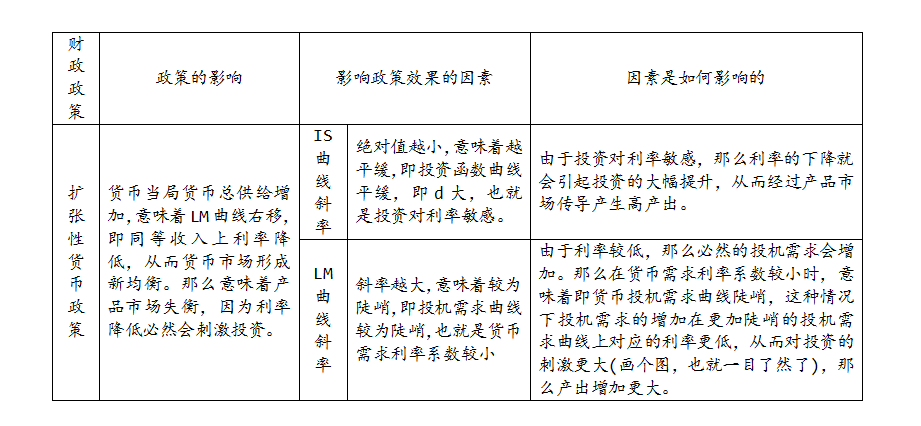 财
政
政
策
政策的影响
影响政策效果的因素
因素是如何影响的
扩
张
性
货
币
政
策
货币当局货币总供给增
加,意味着LM曲线右移,
即同等收入上利率降
低，从而货币市场形成
新均衡。那么意味着产
品市场失衡，因为利率
降低必然会刺激投资。
IS
曲
线
斜
率
绝对值越小,意味着越
平缓,即投资函数曲线
平缓，即d大，也就
是投资对利率敏感。
由于投资对利率敏感，那么利率的下降就
会引起投资的大幅提升，从而经过产品市
场传导产生高产出。
LM
曲
线
斜
率
斜率越大,意味着较为
陡峭,即投机需求曲线
较为陡峭,也就是货币
需求利率系数较小
由于利率较低，那么必然的投机需求会增
加。那么在货币需求利率系数较小时，意
味着即货币投机需求曲线陡峭，这种情况
下投机需求的增加在更加陡峭的投机需
求曲线上对应的利率更低，从而对投资的
刺激更大(画个图，也就一目了然了)，那
么产出增加更大。